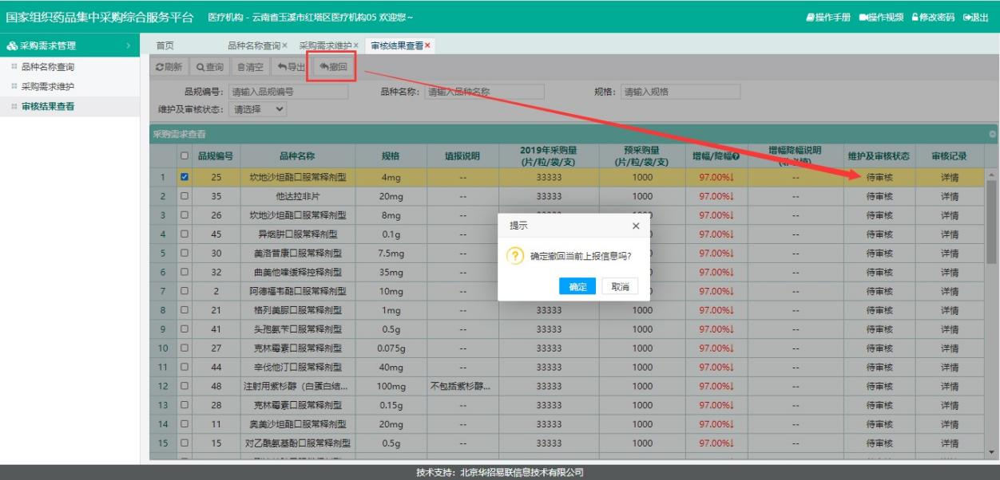 国家组织药品集中采购综合服务平台 医疗机构 - 云南省玉溪市红塔区医疗机构05 欢迎您~ 操作手册 操作视频 修改密码 退出
采购需求管理
品种名称查询
采购需求维护
审核结果查看
首页 品种名称查询× 采购需求维护× 审核结果查看×
刷新 查询 清空 导出 撤回
品规编号: 请输入品规编号 品种名称: 请输入品种名称 规格: 请输入规格
维护及审核状态: 请选择
采购需求查看
品规编号 品种名称 规格 填报说明 2019年采购量 (片/粒/袋/支) 预采购量 (片/粒/袋/支) 增幅/降幅 增幅降幅说明 维护及审核状态 审核记录
1 25 坎地沙坦酯口服常释剂型 4mg -- 33333 1000 97.00%↓ -- 待审核 详情
2 35 他达拉非片 20mg -- 33333 1000 97.00%↓ -- 待审核 详情
3 26 坎地沙坦酯口服常释剂型 8mg -- 97.00%↓ -- 待审核 详情
4 45 异烟肼口服常释剂型 0.1g -- 97.00%↓ -- 待审核 详情
5 30 美洛昔康口服常释剂型 7.5mg -- 97.00%↓ -- 待审核 详情
6 32 曲美他嗪缓释控释剂型 35mg -- 97.00%↓ -- 待审核 详情
7 2 阿德福韦酯口服常释剂型 10mg -- 97.00%↓ -- 待审核 详情
8 21 格列美脲口服常释剂型 1mg -- 33333 1000 97.00%↓ -- 待审核 详情
9 41 头孢氨苄口服常释剂型 0.5g -- 33333 1000 97.00%↓ -- 待审核 详情
10 27 克林霉素口服常释剂型 0.075g -- 33333 1000 97.00%↓ -- 待审核 详情
11 44 辛伐他汀口服常释剂型 40mg -- 33333 1000 97.00%↓ -- 待审核 详情
12 48 注射用紫杉醇（白蛋白结... 100mg 不包括紫杉醇... 33333 1000 97.00%↓ -- 待审核 详情
13 28 克林霉素口服常释剂型 0.15g -- 33333 1000 97.00%↓ -- 待审核 详情
14 11 奥美沙坦酯口服常释剂型 20mg -- 33333 1000 97.00%↓ -- 待审核 详情
15 15 对乙酰氨基酚口服常释剂型 0.5g -- 33333 1000 97.00%↓ -- 待审核 详情
提示 ×
确定撤回当前上报信息吗?
确定 取消
技术支持：北京华招易联信息技术有限公司